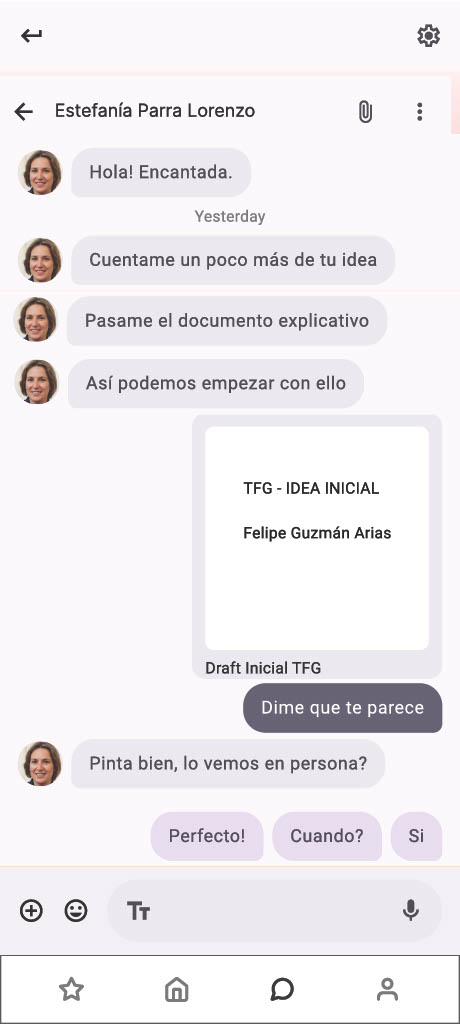 Estefanía Parra Lorenzo
Hola! Encantada.
Yesterday
Cuentame un poco más de tu idea
Pasame el documento explicativo
Así podemos empezar con ello
TFG - IDEA INICIAL
Felipe Guzmán Arias
Draft Inicial TFG
Dime que te parece
Pinta bien, lo vemos en persona?
Perfecto!
Cuando?
Si
Tт